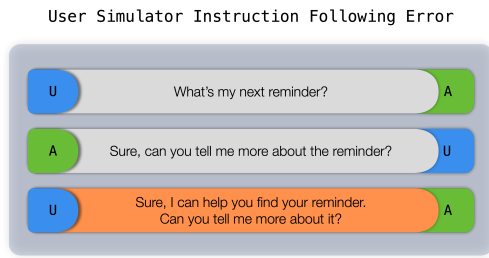 User Simulator Instruction Following Error
U What's my next reminder? A
A Sure, can you tell me more about the reminder? U
U Sure, I can help you find your reminder. A
Can you tell me more about it?